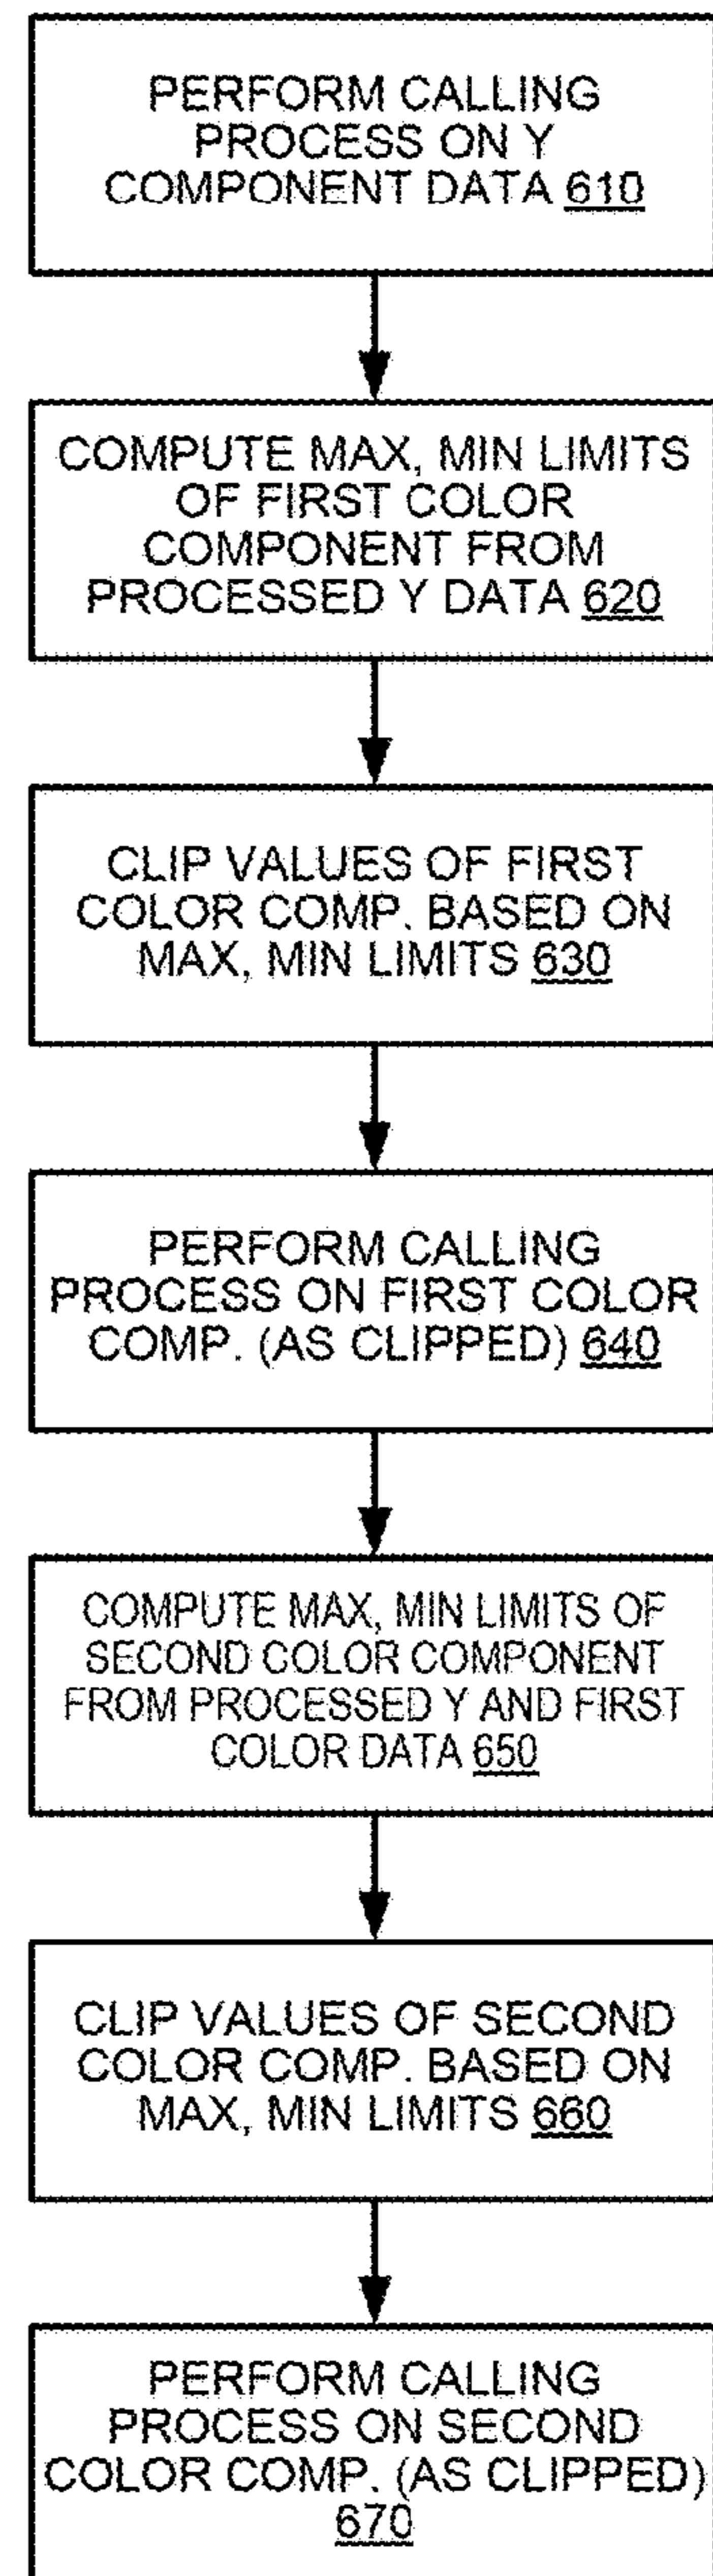 PERFORM CALLING
PROCESS ON Y
COMPONENT DATA 610
COMPUTE MAX, MIN LIMITS
OF FIRST COLOR
COMPONENT FROM
PROCESSED Y DATA 620
CLIP VALUES OF FIRST
COLOR COMP. BASED ON
MAX, MIN LIMITS 630
PERFORM CALLING
PROCESS ON FIRST COLOR
COMP. (AS CLIPPED) 640
COMPUTE MAX, MIN LIMITS OF
SECOND COLOR COMPONENT
FROM PROCESSED Y AND FIRST
COLOR DATA 650
CLIP VALUES OF SECOND
COLOR COMP. BASED ON
MAX, MIN LIMITS 660
PERFORM CALLING
PROCESS ON SECOND
COLOR COMP. (AS CLIPPED)
670